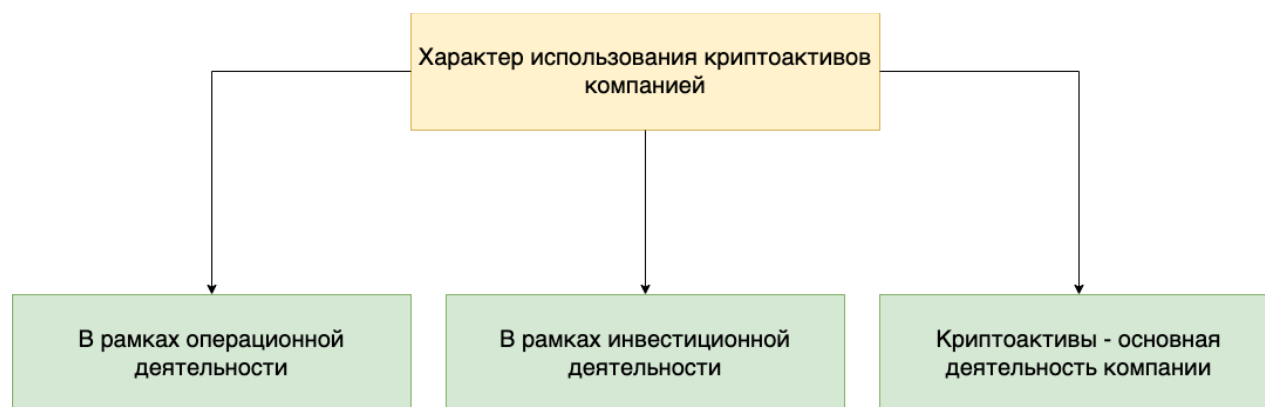 Характер использования криптоактивов
компанией
В рамках операционной
деятельности
В рамках инвестиционной
деятельности
Криптоактивы - основная
деятельность компании